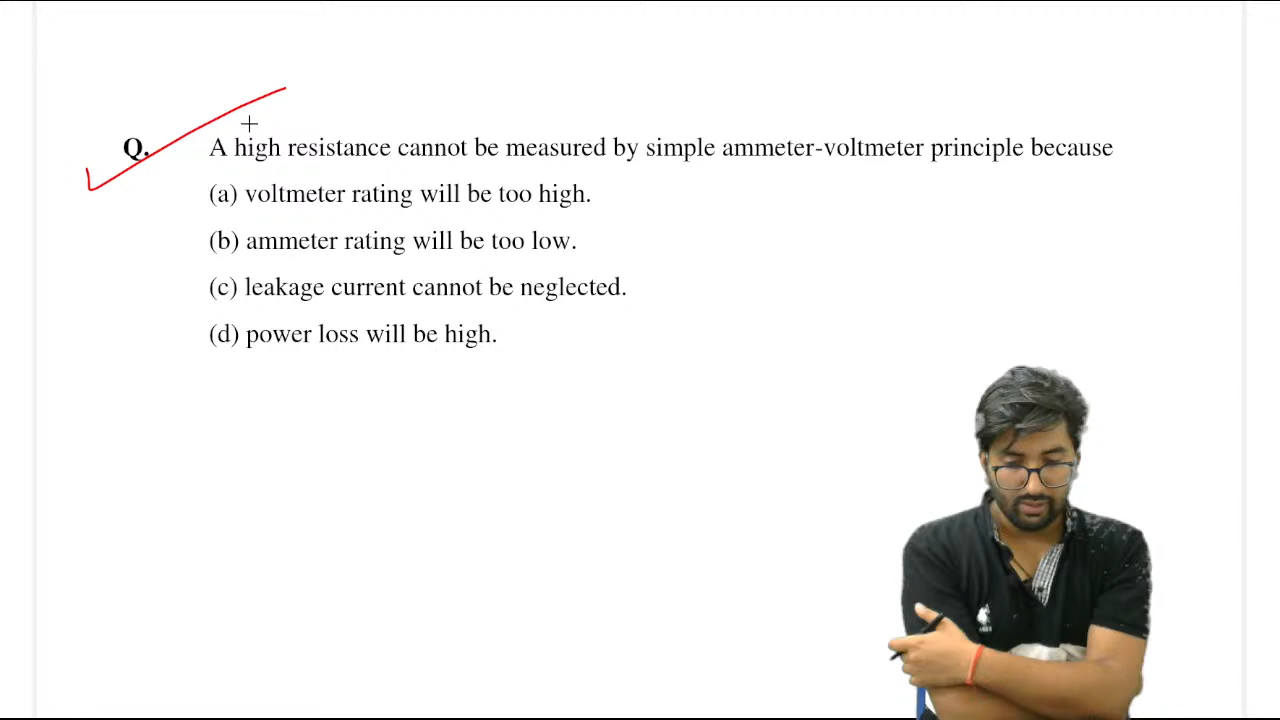 Q. A high resistance cannot be measured by simple ammeter-voltmeter principle because
(a) voltmeter rating will be too high.
(b) ammeter rating will be too low.
(c) leakage current cannot be neglected.
(d) power loss will be high.